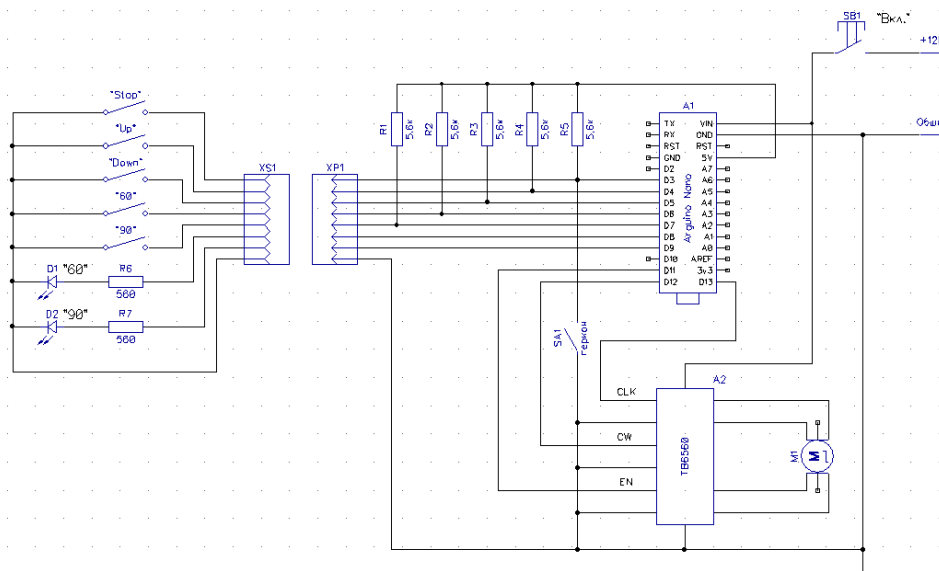 SB1 "Вкл."
+12
Общ
"Stop"
"Up"
"Down"
"60"
"90"
D1 "60" R6
560
D2 "90" R7
560
XS1
XP1
R1 5,6к
R2 5,6к
R3 5,6к
R4 5,6к
R5 5,6к
A1
Arduino Nano
TX VIN
RX GND
RST RST
GND 5V
D2 A7
D3 A6
D4 A5
D5 A4
D6 A3
D7 A2
D8 A1
D9 A0
D10 AREF
D11 3v3
D12 D13
SA1 геркон
A2
TB6560
CLK
CW
EN
M1
M